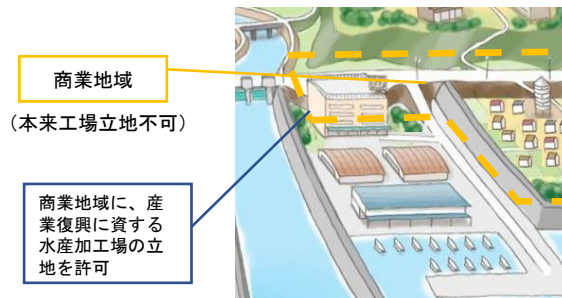 商業地域
（本来工場立地不可）
商業地域に、産
業復興に資する
水産加工場の立
地を許可